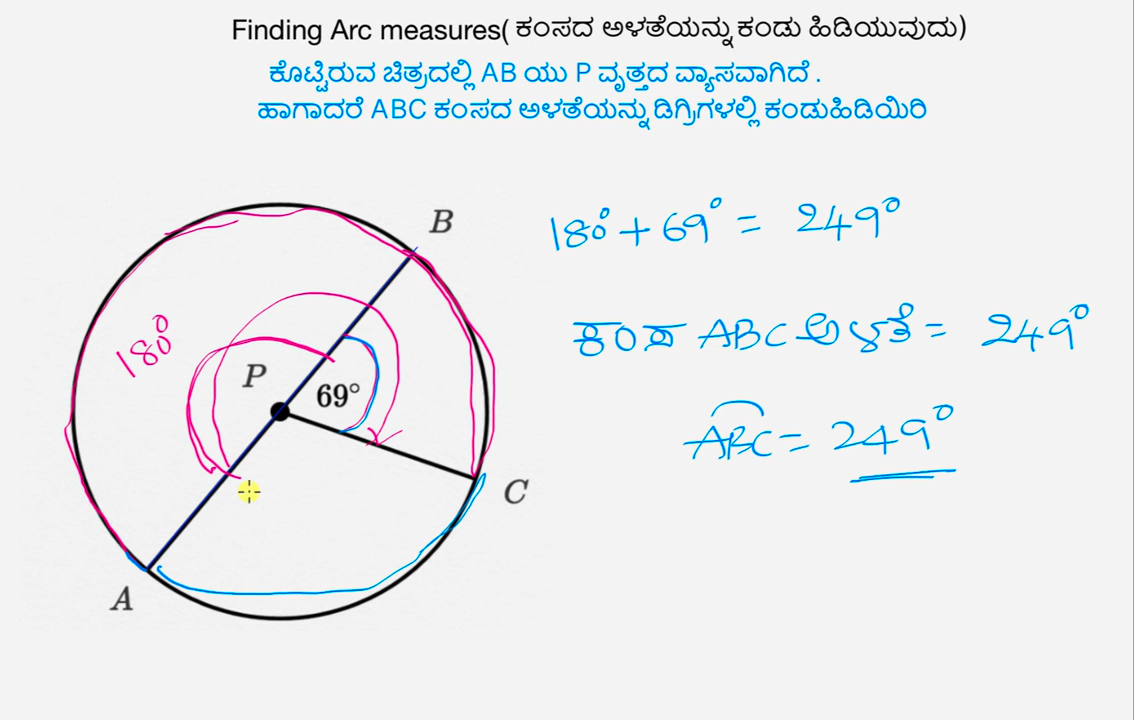 Finding Arc measures( ಕಂಸದ ಅಳತೆಯನ್ನು ಕಂಡು ಹಿಡಿಯುವುದು)
ಕೊಟ್ಟಿರುವ ಚಿತ್ರದಲ್ಲಿ AB ಯು P ವೃತ್ತದ ವ್ಯಾಸವಾಗಿದೆ .
ಹಾಗಾದರೆ ABC ಕಂಸದ ಅಳತೆಯನ್ನು ಡಿಗ್ರಿಗಳಲ್ಲಿ ಕಂಡುಹಿಡಿಯಿರಿ
B
180° + 69° = 249°
180°
ಕಂಸ ABC ಅಳತೆ = 249°
P
69°
ABC = 249°
C
A